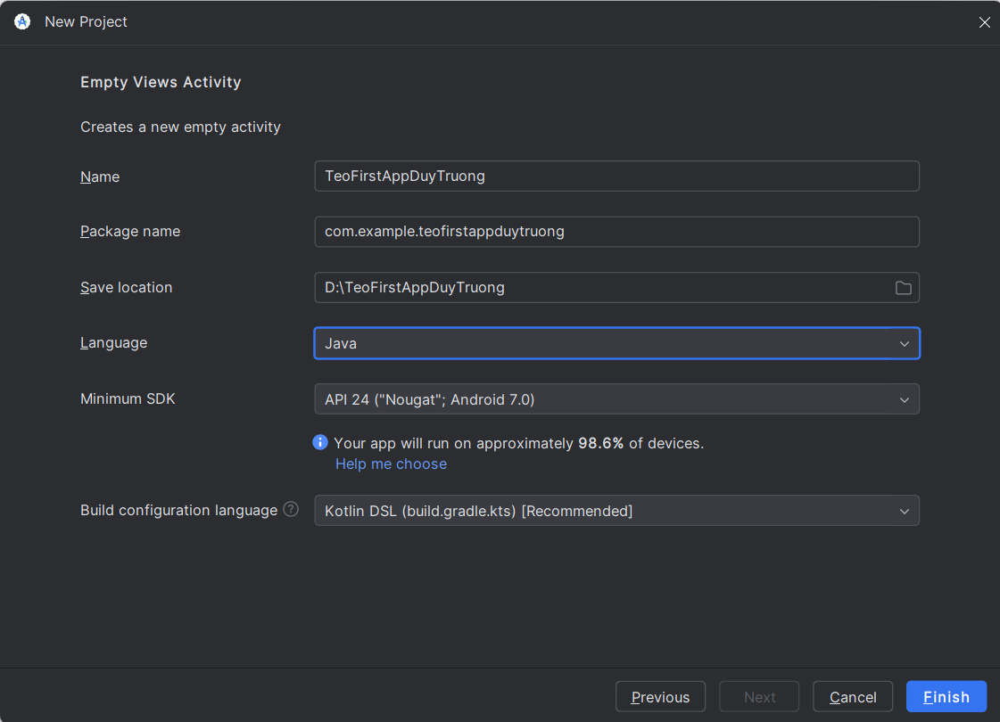 New Project
Empty Views Activity
Creates a new empty activity
Name TeoFirstAppDuyTruong
Package name com.example.teofirstappduytruong
Save location D:\TeoFirstAppDuyTruong
Language Java
Minimum SDK API 24 ("Nougat"; Android 7.0)
Your app will run on approximately 98.6% of devices.
Help me choose
Build configuration language ? Kotlin DSL (build.gradle.kts) [Recommended]
Previous Next Cancel Finish